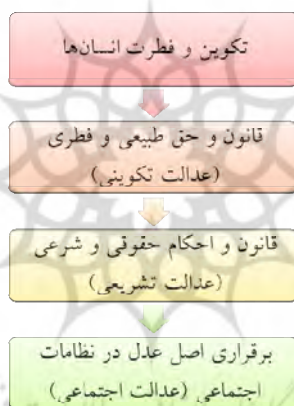 تکوین و فطرت انسان‌ها
قانون و حق طبیعی و فطری
(عدالت تکوینی)
قانون و احکام حقوقی و شرعی
(عدالت تشریعی)
برقراری اصل عدل در نظامات
اجتماعی (عدالت اجتماعی)